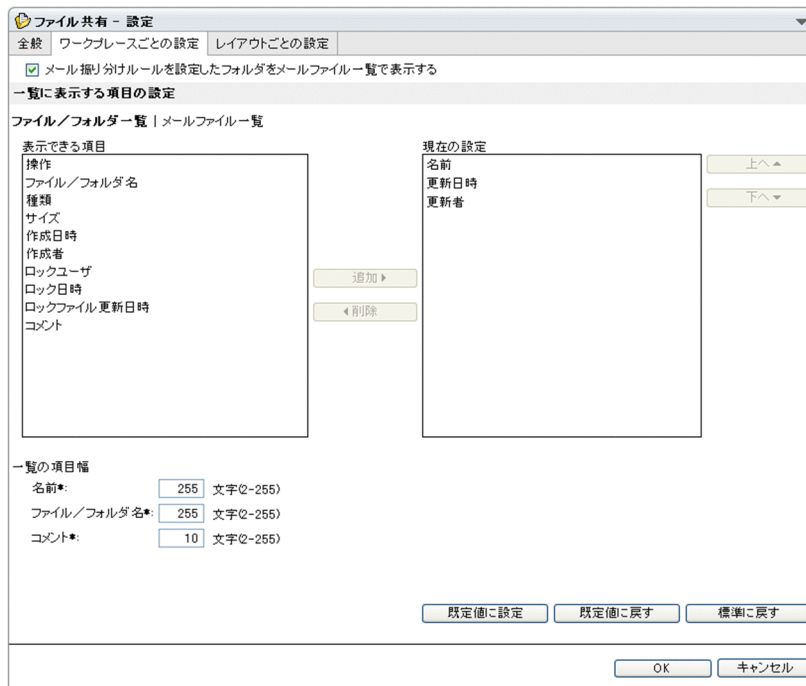 ファイル共有 - 設定
全般 ワークプレースごとの設定 レイアウトごとの設定
メール振り分けルールを設定したフォルダをメールファイル一覧で表示する
一覧に表示する項目の設定
ファイル／フォルダ一覧 | メールファイル一覧
表示できる項目
操作
ファイル／フォルダ名
種類
サイズ
作成日時
作成者
ロックユーザ
ロック日時
ロックファイル更新日時
コメント
追加
削除
現在の設定
名前
更新日時
更新者
上へ
下へ
一覧の項目幅
名前*: 255 文字(2-255)
ファイル／フォルダ名*: 255 文字(2-255)
コメント*: 10 文字(2-255)
既定値に設定 既定値に戻す 標準に戻す
OK キャンセル